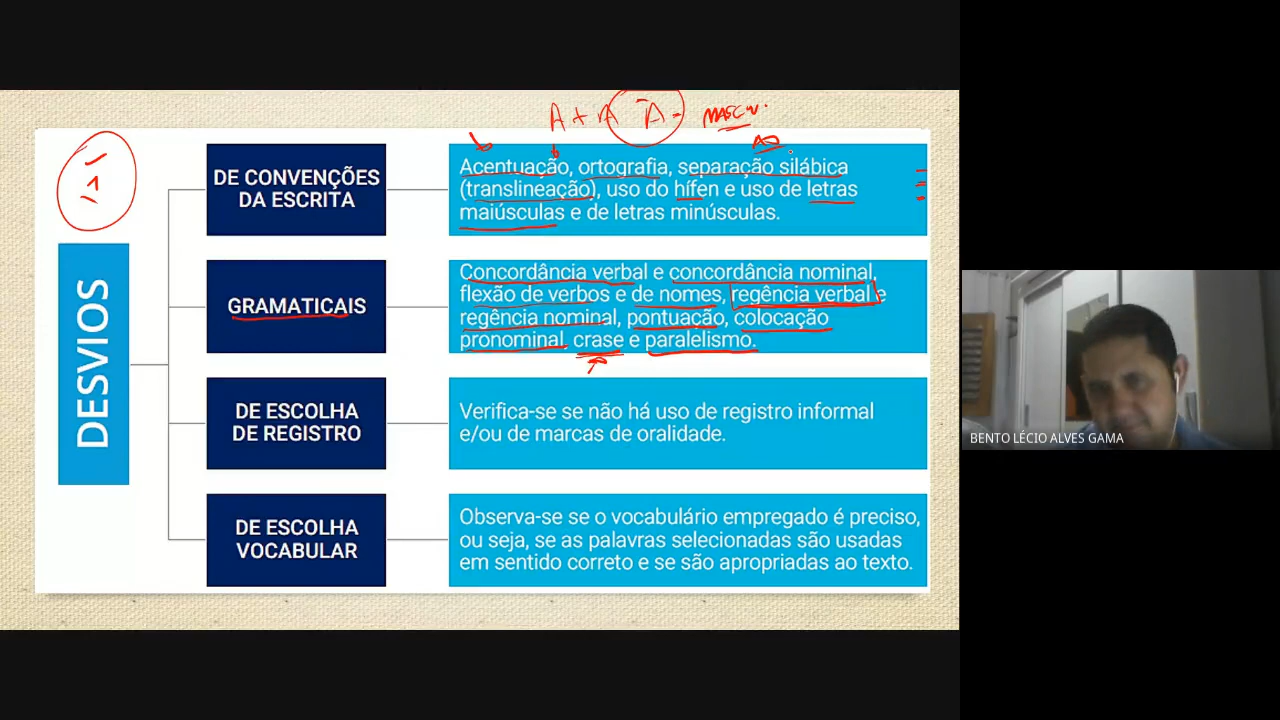 A + A À = MASCU.
AO
DE CONVENÇÕES
DA ESCRITA
Acentuação, ortografia, separação silábica
(translineação), uso do hífen e uso de letras
maiúsculas e de letras minúsculas.
DESVIOS
GRAMATICAIS
Concordância verbal e concordância nominal,
flexão de verbos e de nomes, regência verbal e
regência nominal, pontuação, colocação
pronominal, crase e paralelismo.
DE ESCOLHA
DE REGISTRO
Verifica-se se não há uso de registro informal
e/ou de marcas de oralidade.
DE ESCOLHA
VOCABULAR
Observa-se se o vocabulário empregado é preciso,
ou seja, se as palavras selecionadas são usadas
em sentido correto e se são apropriadas ao texto.
BENTO LÉCIO ALVES GAMA